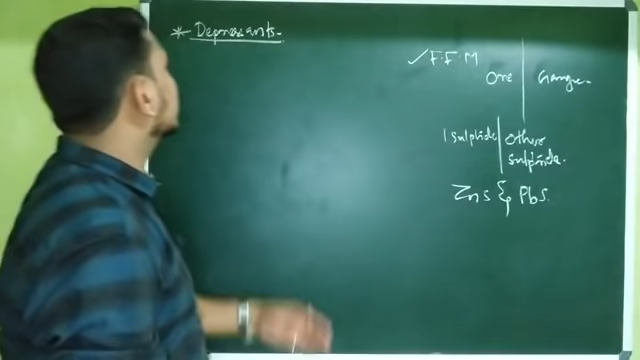 * Depressants.
✓ F.F.M
Ore | Gangue.
1 sulphide | other
sulphide.
ZnS & PbS.